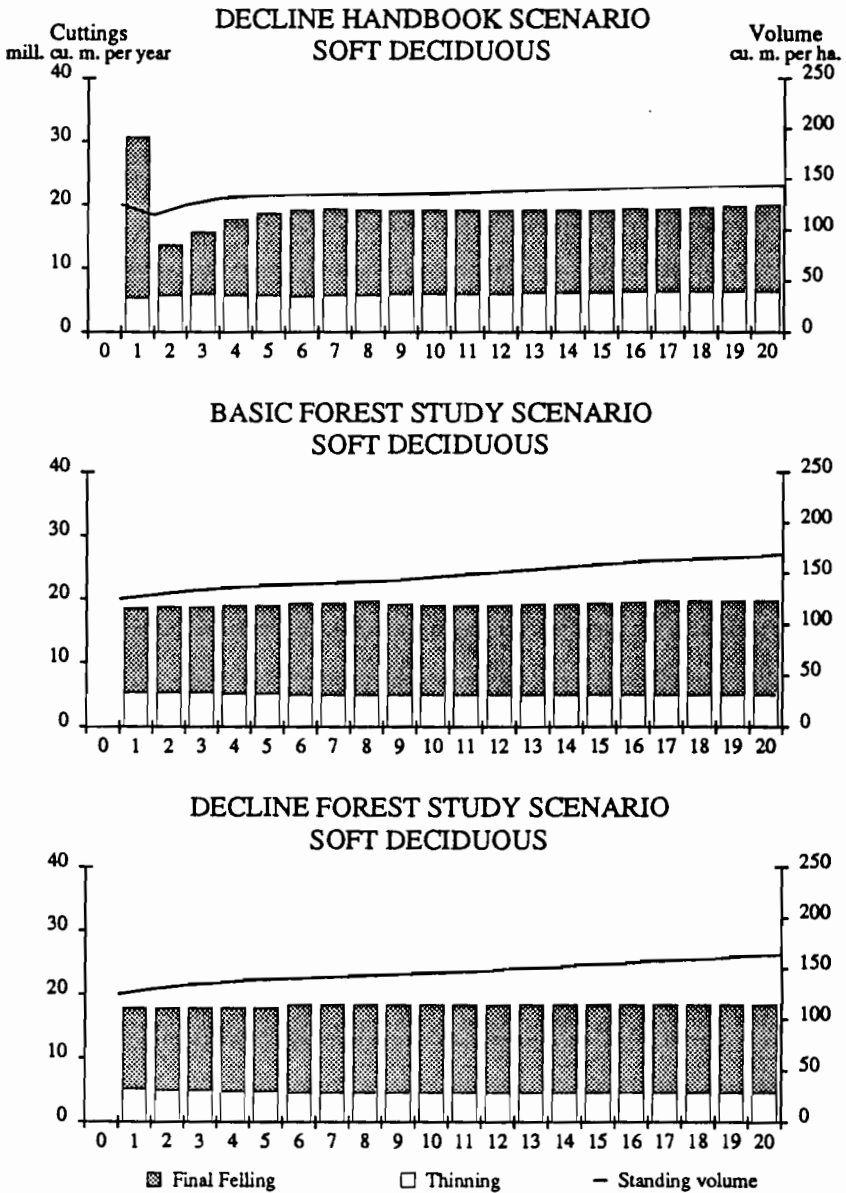 DECLINE HANDBOOK SCENARIO
SOFT DECIDUOUS
Cuttings
mill. cu. m. per year
Volume
cu. m. per ha.
40
30
20
10
0
250
200
150
100
50
0
0 1 2 3 4 5 6 7 8 9 10 11 12 13 14 15 16 17 18 19 20
BASIC FOREST STUDY SCENARIO
SOFT DECIDUOUS
40
30
20
10
0
250
200
150
100
50
0
0 1 2 3 4 5 6 7 8 9 10 11 12 13 14 15 16 17 18 19 20
DECLINE FOREST STUDY SCENARIO
SOFT DECIDUOUS
40
30
20
10
0
250
200
150
100
50
0
0 1 2 3 4 5 6 7 8 9 10 11 12 13 14 15 16 17 18 19 20
Final Felling Thinning Standing volume